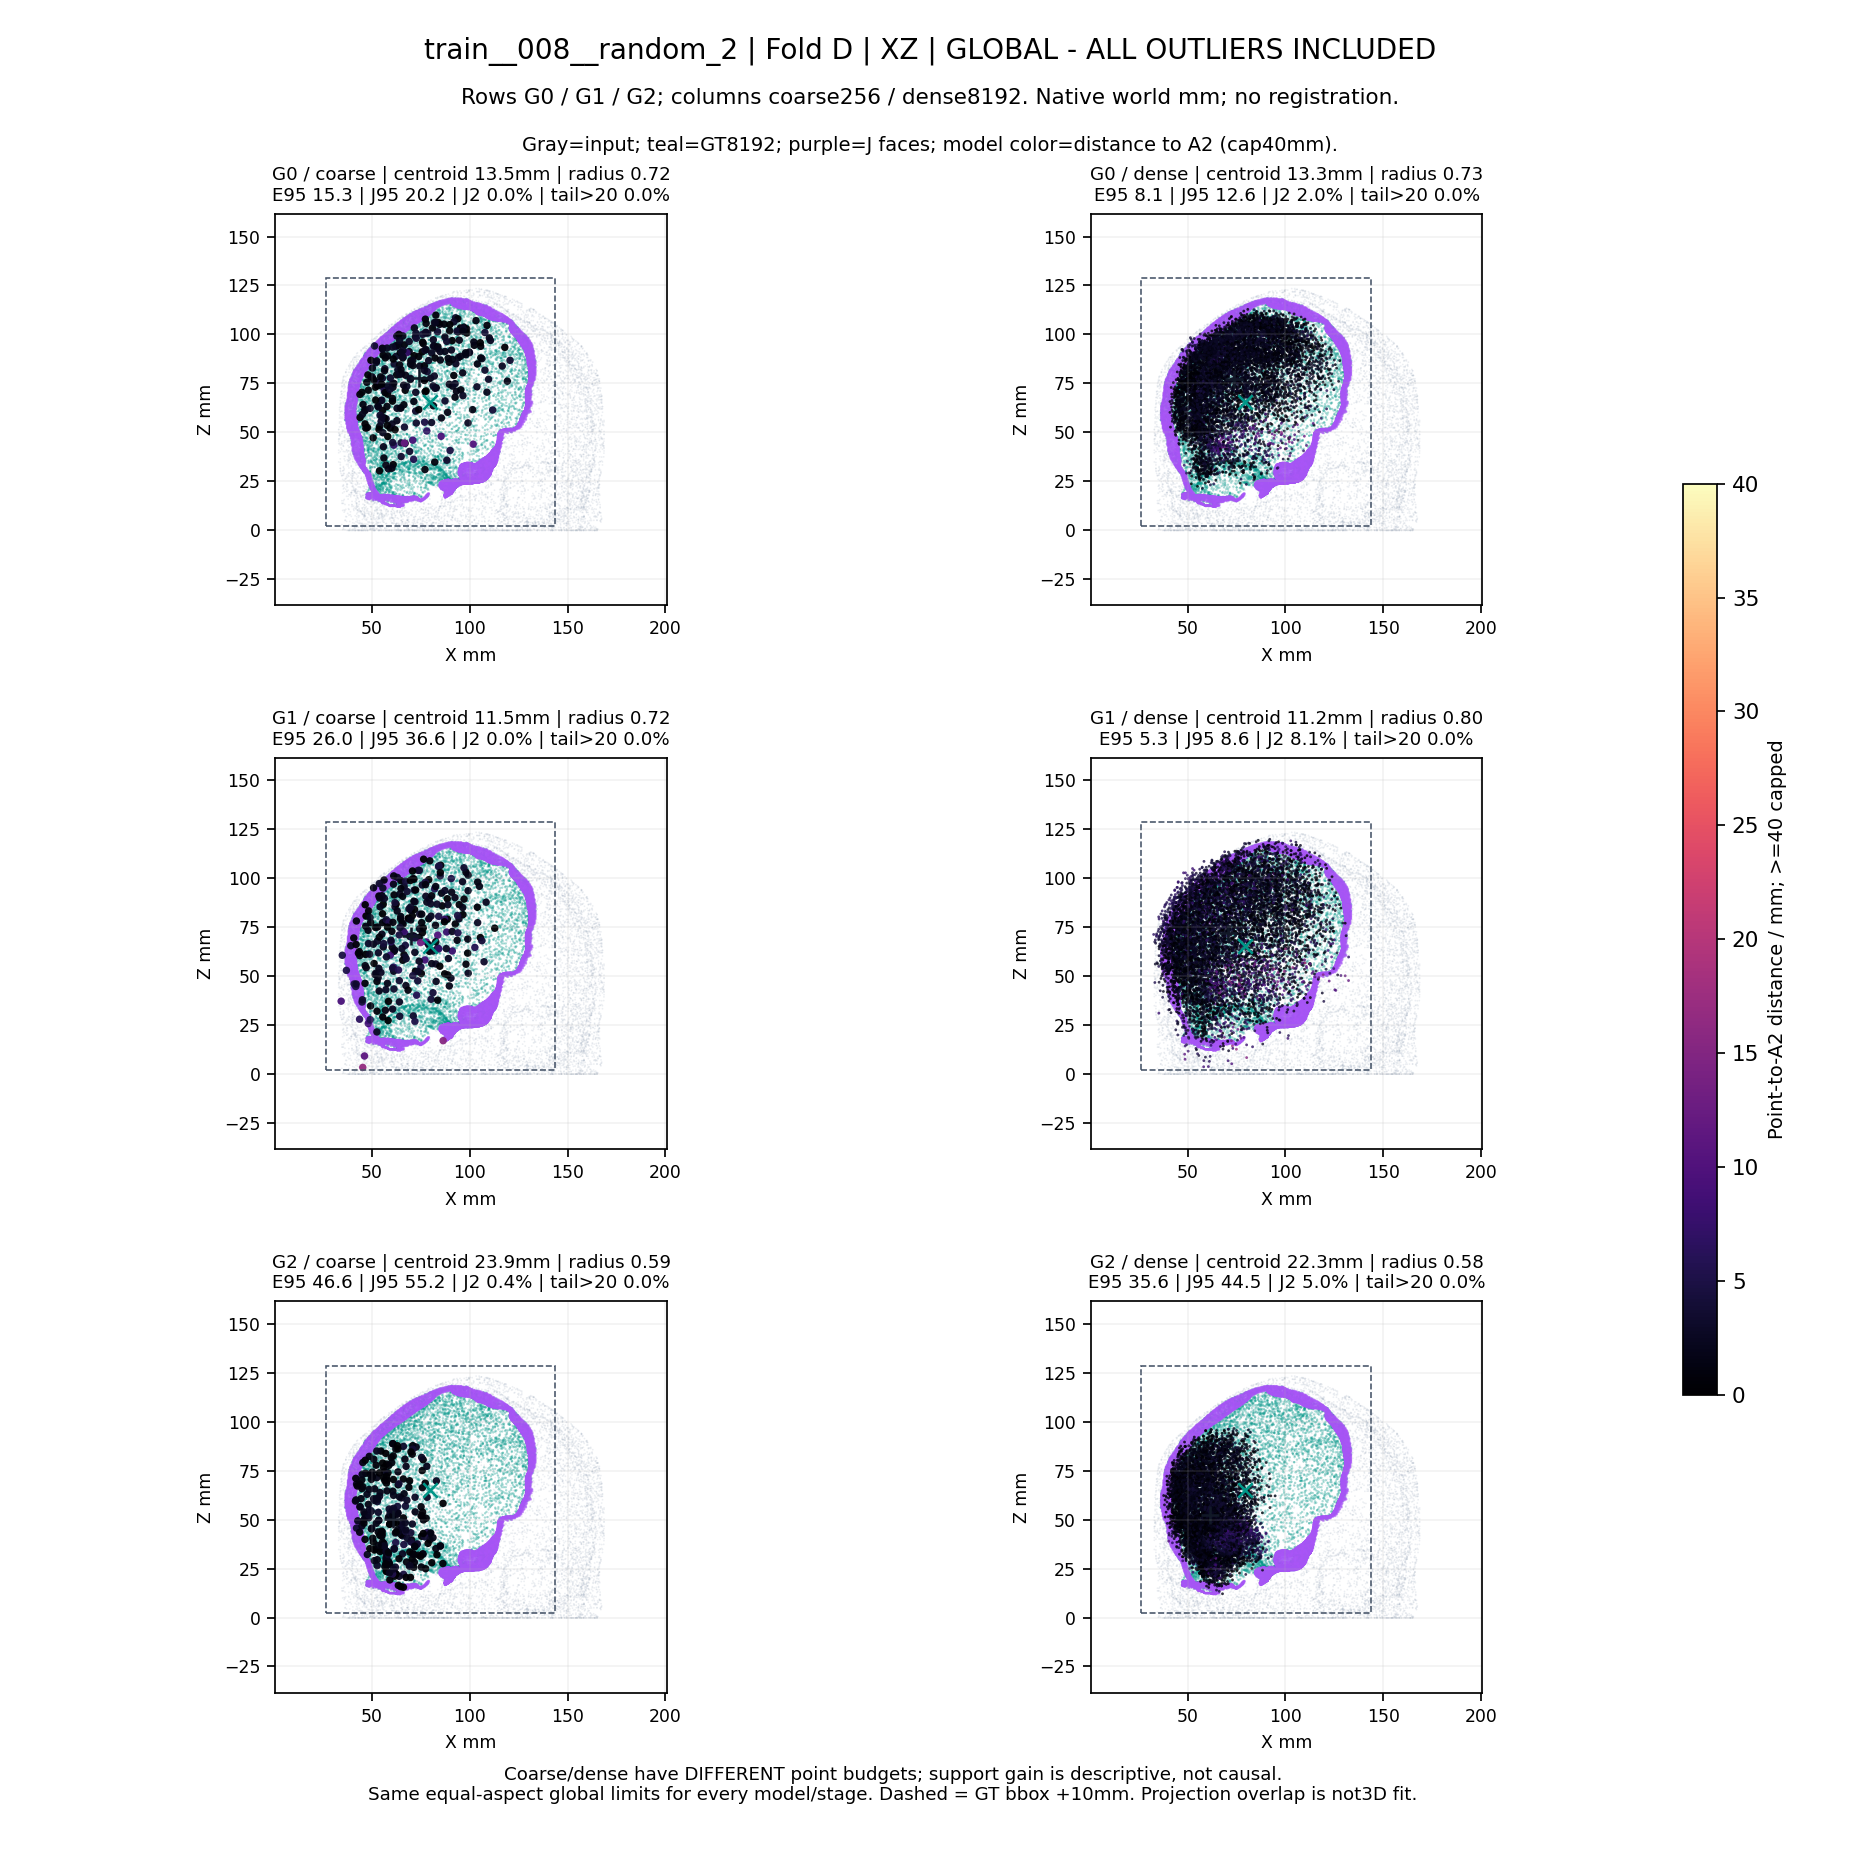 train__008__random_2 | Fold D | XZ | GLOBAL - ALL OUTLIERS INCLUDED
Rows G0 / G1 / G2; columns coarse256 / dense8192. Native world mm; no registration.
Gray=input; teal=GT8192; purple=J faces; model color=distance to A2 (cap40mm).
G0 / coarse | centroid 13.5mm | radius 0.72
E95 15.3 | J95 20.2 | J2 0.0% | tail>20 0.0%
150
125
100
75
50
25
0
−25
Z mm
50 100 150 200
X mm
G0 / dense | centroid 13.3mm | radius 0.73
E95 8.1 | J95 12.6 | J2 2.0% | tail>20 0.0%
150
125
100
75
50
25
0
−25
Z mm
50 100 150 200
X mm
G1 / coarse | centroid 11.5mm | radius 0.72
E95 26.0 | J95 36.6 | J2 0.0% | tail>20 0.0%
150
125
100
75
50
25
0
−25
Z mm
50 100 150 200
X mm
G1 / dense | centroid 11.2mm | radius 0.80
E95 5.3 | J95 8.6 | J2 8.1% | tail>20 0.0%
150
125
100
75
50
25
0
−25
Z mm
50 100 150 200
X mm
G2 / coarse | centroid 23.9mm | radius 0.59
E95 46.6 | J95 55.2 | J2 0.4% | tail>20 0.0%
150
125
100
75
50
25
0
−25
Z mm
50 100 150 200
X mm
G2 / dense | centroid 22.3mm | radius 0.58
E95 35.6 | J95 44.5 | J2 5.0% | tail>20 0.0%
150
125
100
75
50
25
0
−25
Z mm
50 100 150 200
X mm
40
35
30
25
20
15
10
5
0
Point-to-A2 distance / mm; >=40 capped
Coarse/dense have DIFFERENT point budgets; support gain is descriptive, not causal.
Same equal-aspect global limits for every model/stage. Dashed = GT bbox +10mm. Projection overlap is not3D fit.